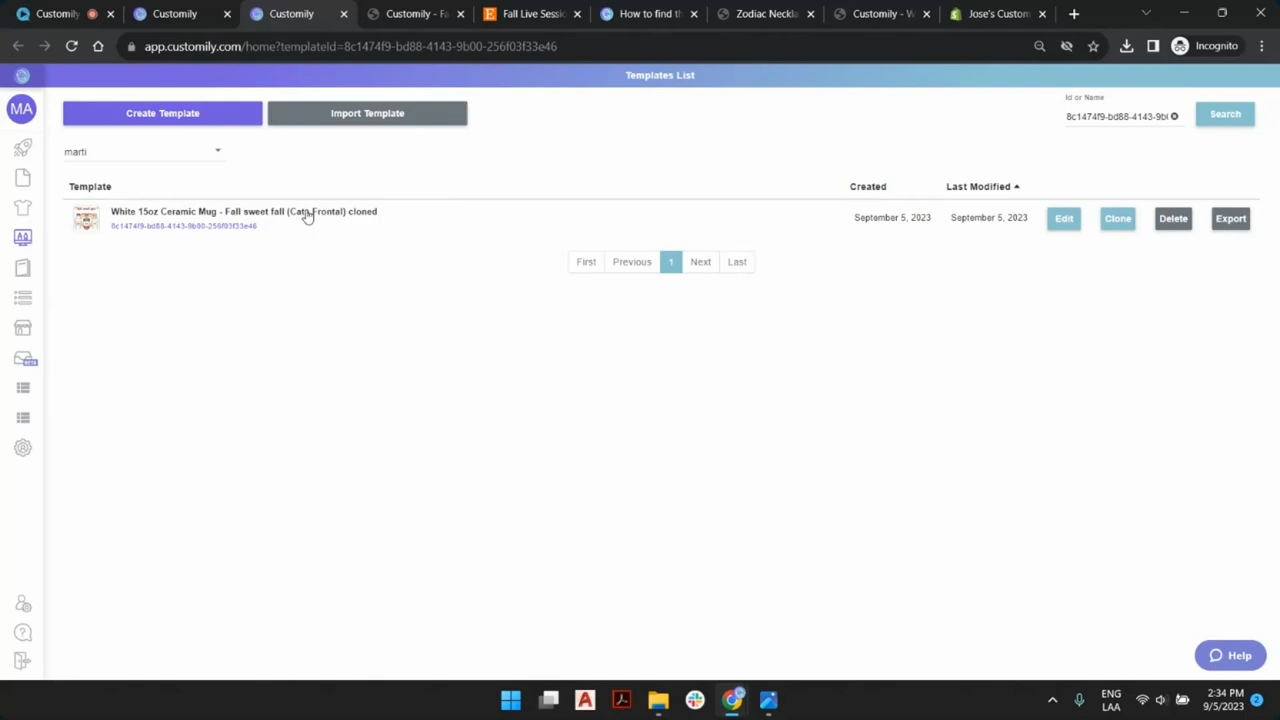 Customily
Customily
Customily
Customily - Fa
Fall Live Sessi
How to find th
Zodiac Neckla
Customily - W
Jose's Custom
app.customily.com/home?templateId=8c1474f9-bd88-4143-9b00-256f03f33e46
Incognito
Templates List
MA
Create Template
Import Template
Id or Name
8c1474f9-bd88-4143-9b0
Search
marti
Template
Created
Last Modified
White 15oz Ceramic Mug - Fall sweet fall (Cats Frontal) cloned
8c1474f9-bd88-4143-9b00-256f03f33e46
September 5, 2023
September 5, 2023
Edit
Clone
Delete
Export
First
Previous
1
Next
Last
Help
ENG
LAA
2:34 PM
9/5/2023
2